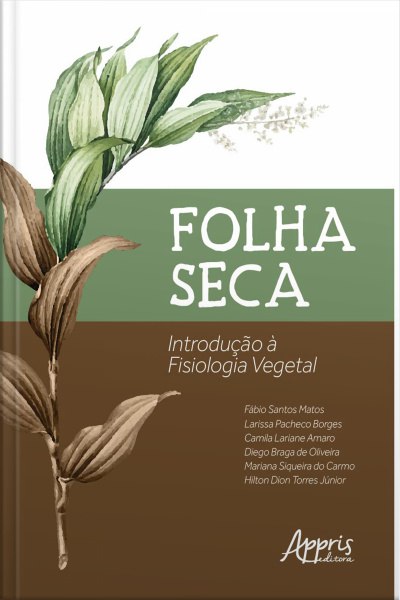 FOLHA
SECA
Introdução à
Fisiologia Vegetal
Fábio Santos Matos
Larissa Pacheco Borges
Camila Lariane Amaro
Diego Braga de Oliveira
Mariana Siqueira do Carmo
Hilton Dion Torres Júnior
Appris
editora